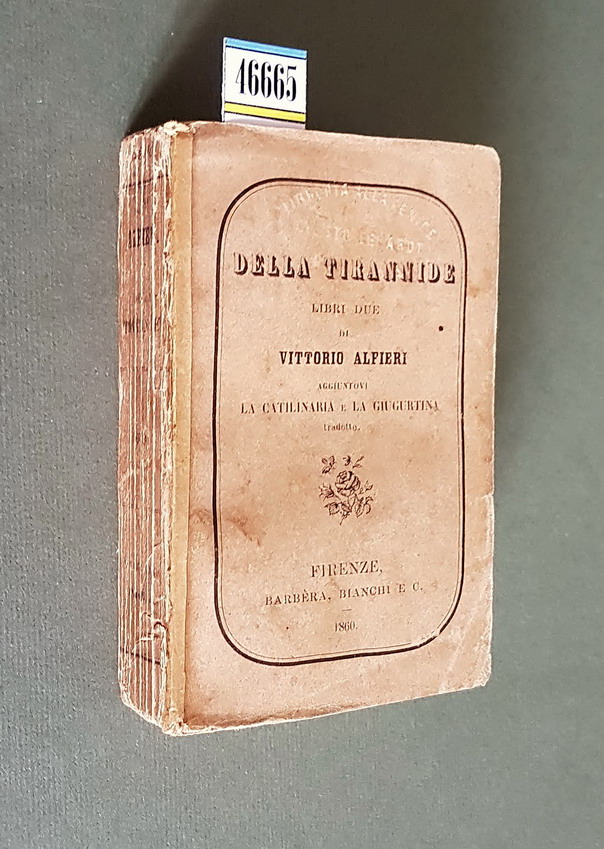 46665
DELLA TIRANNIDE
LIBRI DUE
DI
VITTORIO ALFIERI
AGGIUNTOVI
LA CATILINARIA E LA GIUGURTINA
tradotte.
FIRENZE,
BARBÈRA, BIANCHI E C.
1860.